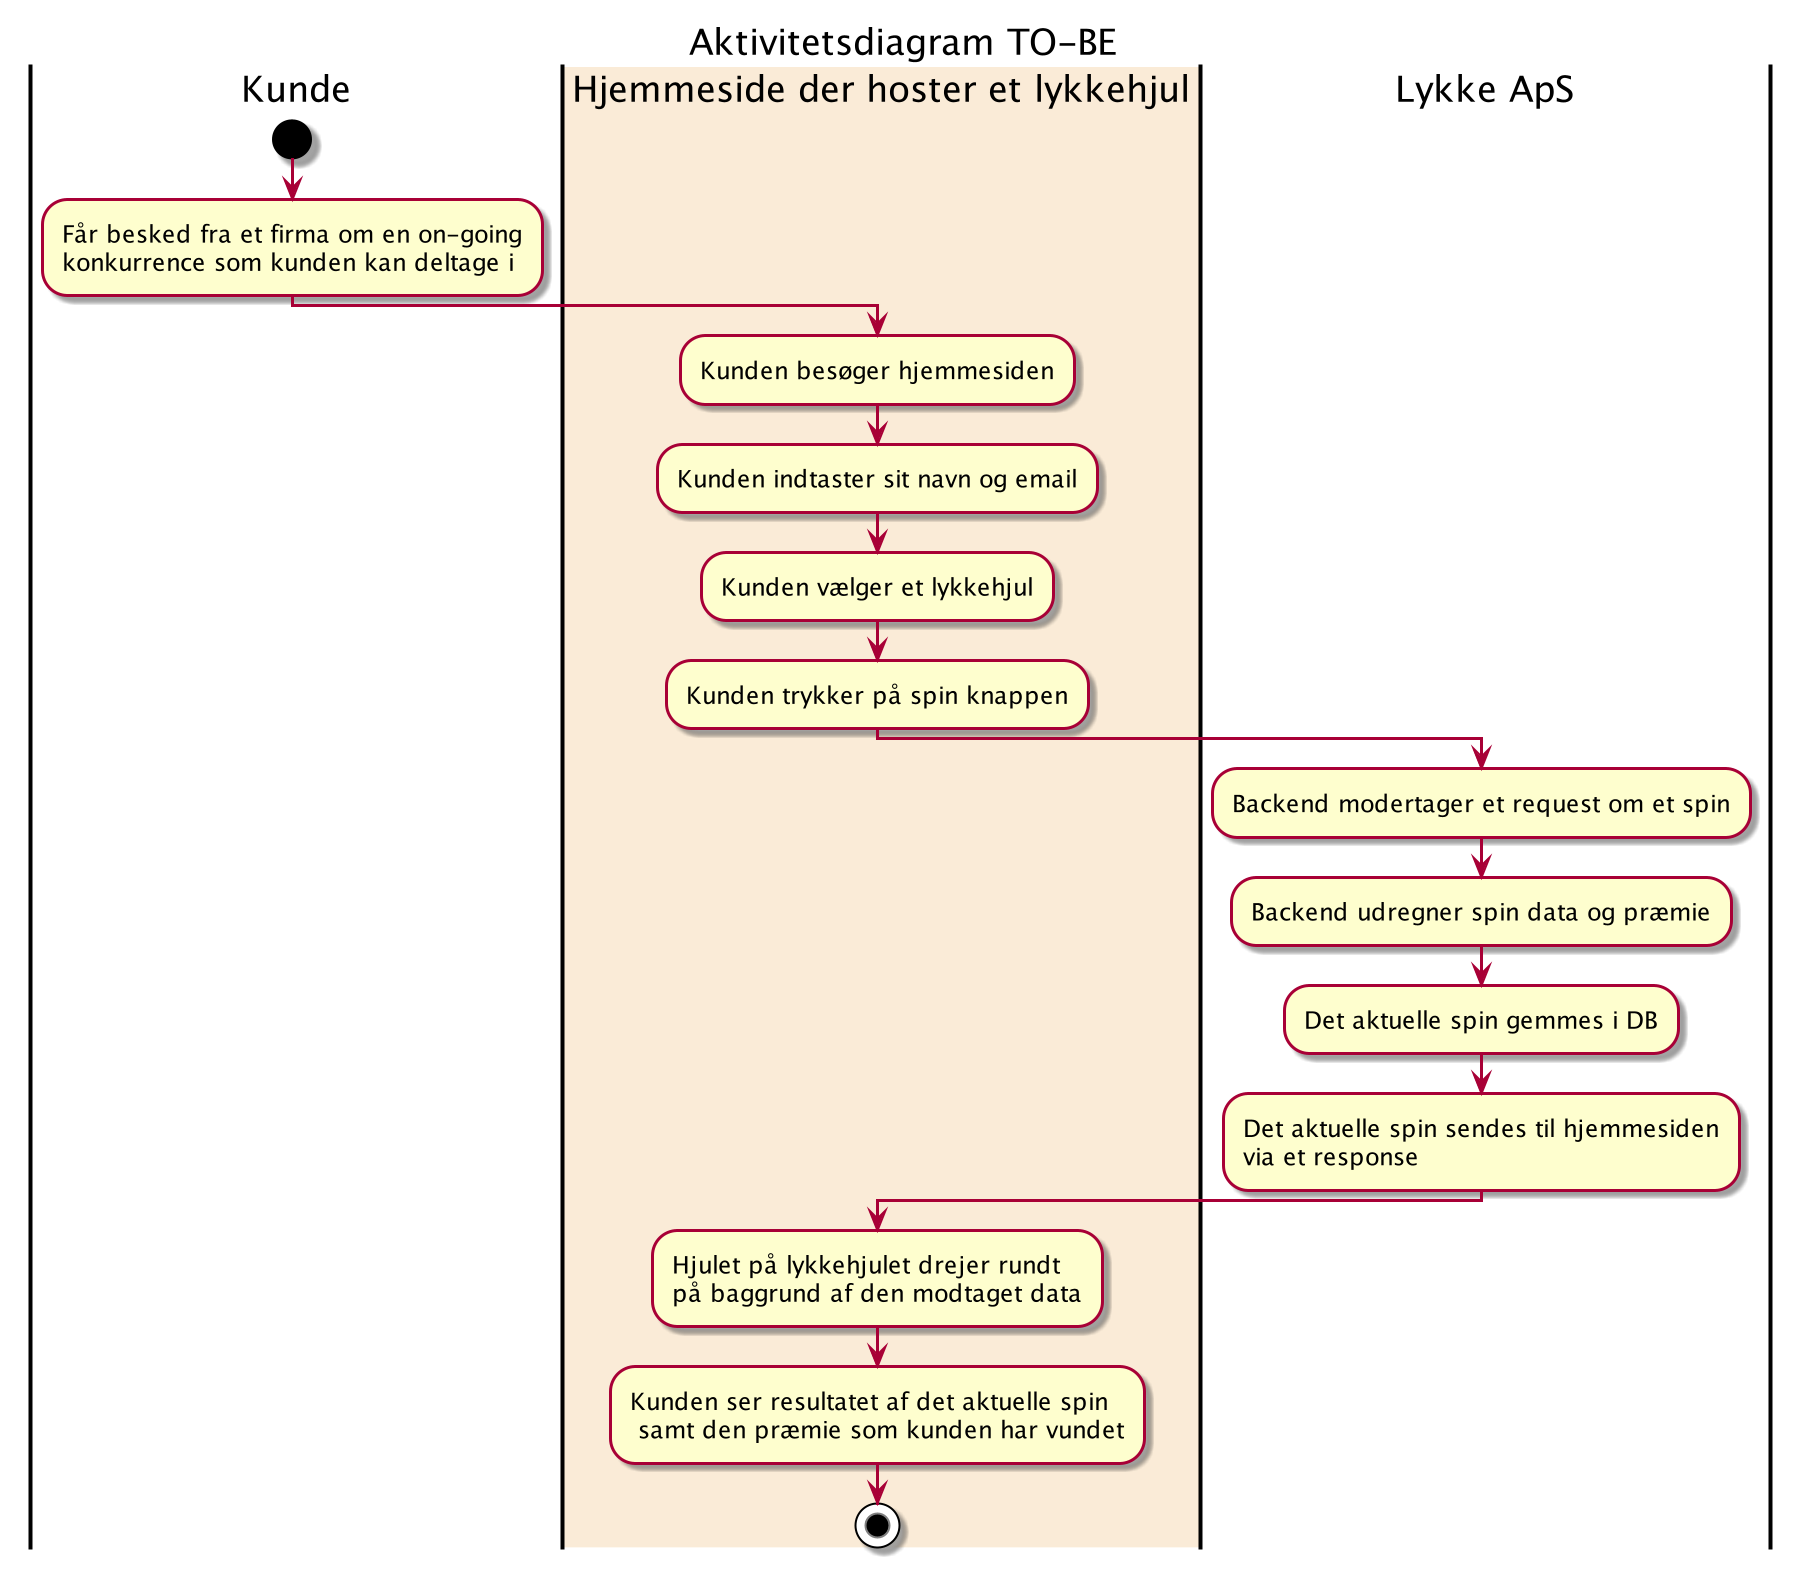 Aktivitetsdiagram TO-BE
Kunde
Hjemmeside der hoster et lykkehjul
Lykke ApS
Får besked fra et firma om en on-going
konkurrence som kunden kan deltage i
Kunden besøger hjemmesiden
Kunden indtaster sit navn og email
Kunden vælger et lykkehjul
Kunden trykker på spin knappen
Backend modertager et request om et spin
Backend udregner spin data og præmie
Det aktuelle spin gemmes i DB
Det aktuelle spin sendes til hjemmesiden
via et response
Hjulet på lykkehjulet drejer rundt
på baggrund af den modtaget data
Kunden ser resultatet af det aktuelle spin
samt den præmie som kunden har vundet